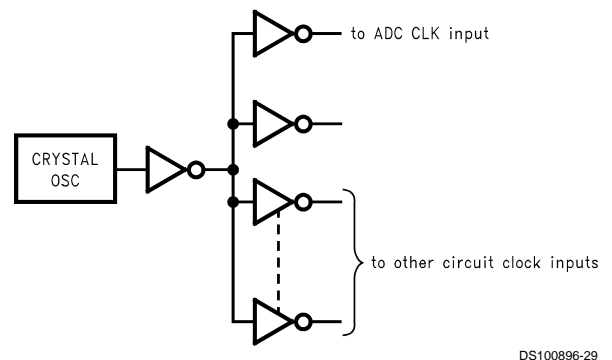 to ADC CLK input
CRYSTAL
OSC
to other circuit clock inputs
DS100896-29